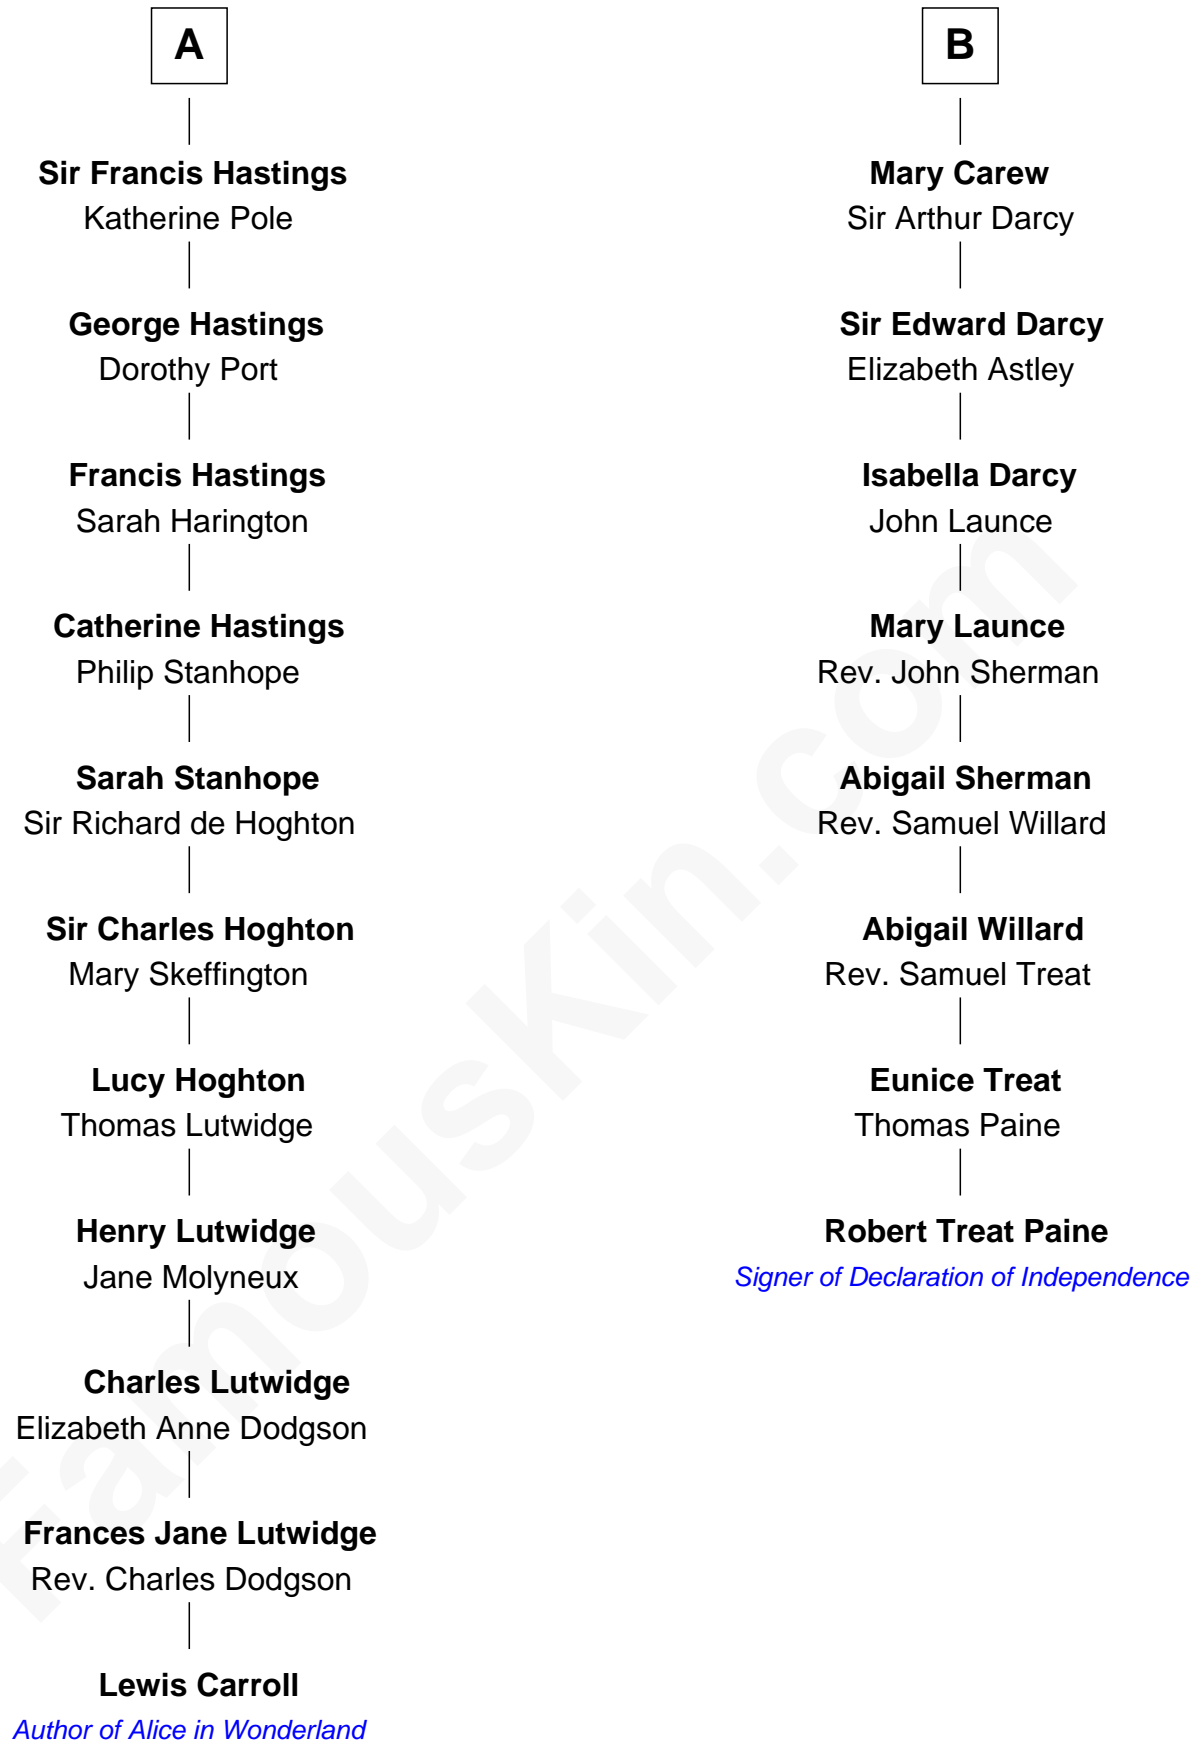 A
Sir Francis Hastings
Katherine Pole
George Hastings
Dorothy Port
Francis Hastings
Sarah Harington
Catherine Hastings
Philip Stanhope
Sarah Stanhope
Sir Richard de Hoghton
Sir Charles Hoghton
Mary Skeffington
Lucy Hoghton
Thomas Lutwidge
Henry Lutwidge
Jane Molyneux
Charles Lutwidge
Elizabeth Anne Dodgson
Frances Jane Lutwidge
Rev. Charles Dodgson
Lewis Carroll
Author of Alice in Wonderland
B
Mary Carew
Sir Arthur Darcy
Sir Edward Darcy
Elizabeth Astley
Isabella Darcy
John Launce
Mary Launce
Rev. John Sherman
Abigail Sherman
Rev. Samuel Willard
Abigail Willard
Rev. Samuel Treat
Eunice Treat
Thomas Paine
Robert Treat Paine
Signer of Declaration of Independence
FamousKin.com